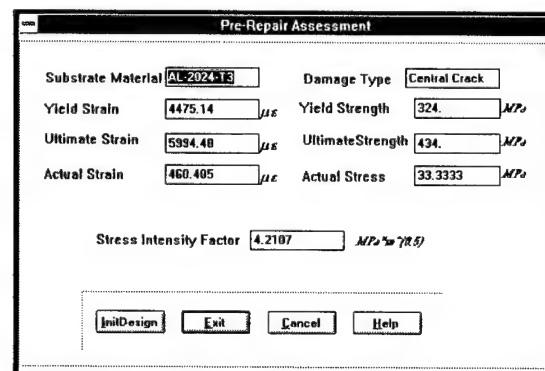 Pre-Repair Assessment
Substrate Material AL-2024-T3 Damage Type Central Crack
Yield Strain 4475.14 με Yield Strength 324. MPa
Ultimate Strain 5994.48 με UltimateStrength 434. MPa
Actual Strain 460.405 με Actual Stress 33.3333 MPa
Stress Intensity Factor 4.2107 MPa*m^(0.5)
InitDesign Exit Cancel Help